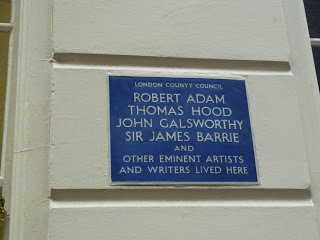 LONDON COUNTY COUNCIL
ROBERT ADAM
THOMAS HOOD
JOHN GALSWORTHY
SIR JAMES BARRIE
AND
OTHER EMINENT ARTISTS
AND WRITERS LIVED HERE